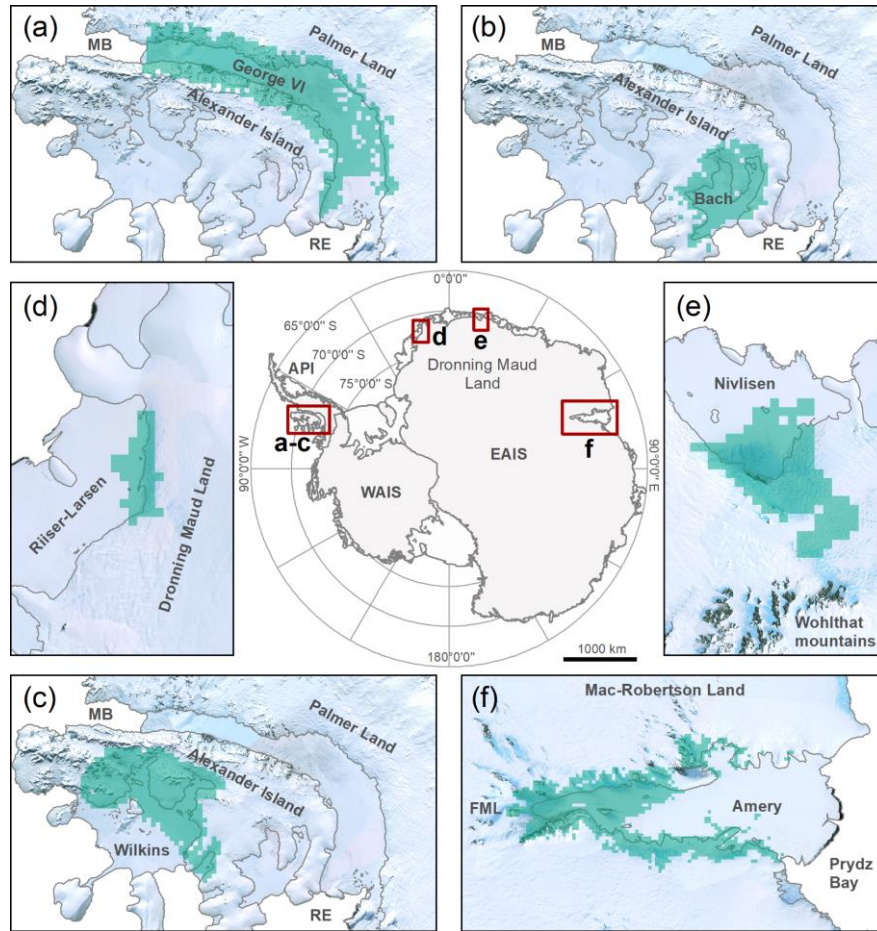 (a)
MB
George VI
Palmer Land
Alexander Island
RE
(b)
MB
Palmer Land
Alexander Island
Bach
RE
(d)
Riiser-Larsen
Dronning Maud Land
0°0'0"
65°0'0" S
70°0'0" S
75°0'0" S
API
d
e
Dronning Maud
Land
a-c
f
90°0'0" W
90°0'0" E
EAIS
WAIS
180°0'0"
1000 km
(e)
Nivlisen
Wohlthat
mountains
(c)
MB
Palmer Land
Alexander Island
Wilkins
RE
(f)
Mac-Robertson Land
FML
Amery
Prydz
Bay